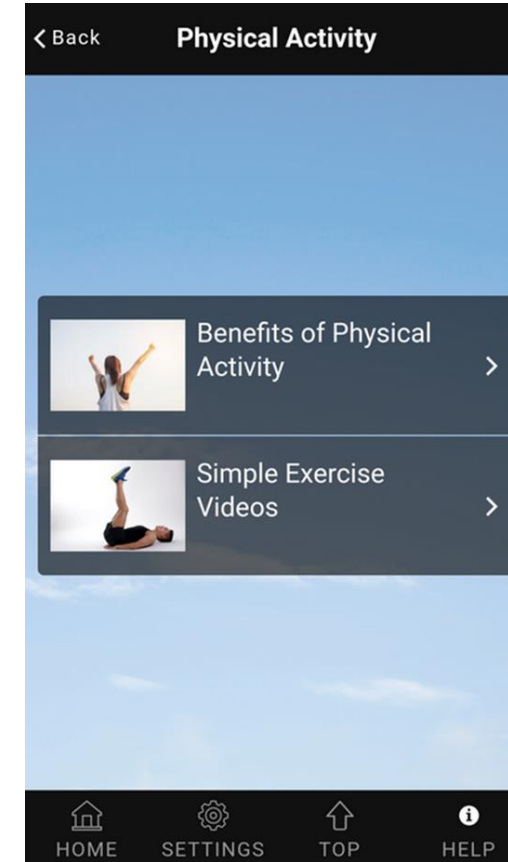 Back
Physical Activity
Benefits of Physical
Activity
Simple Exercise
Videos
HOME
SETTINGS
TOP
HELP